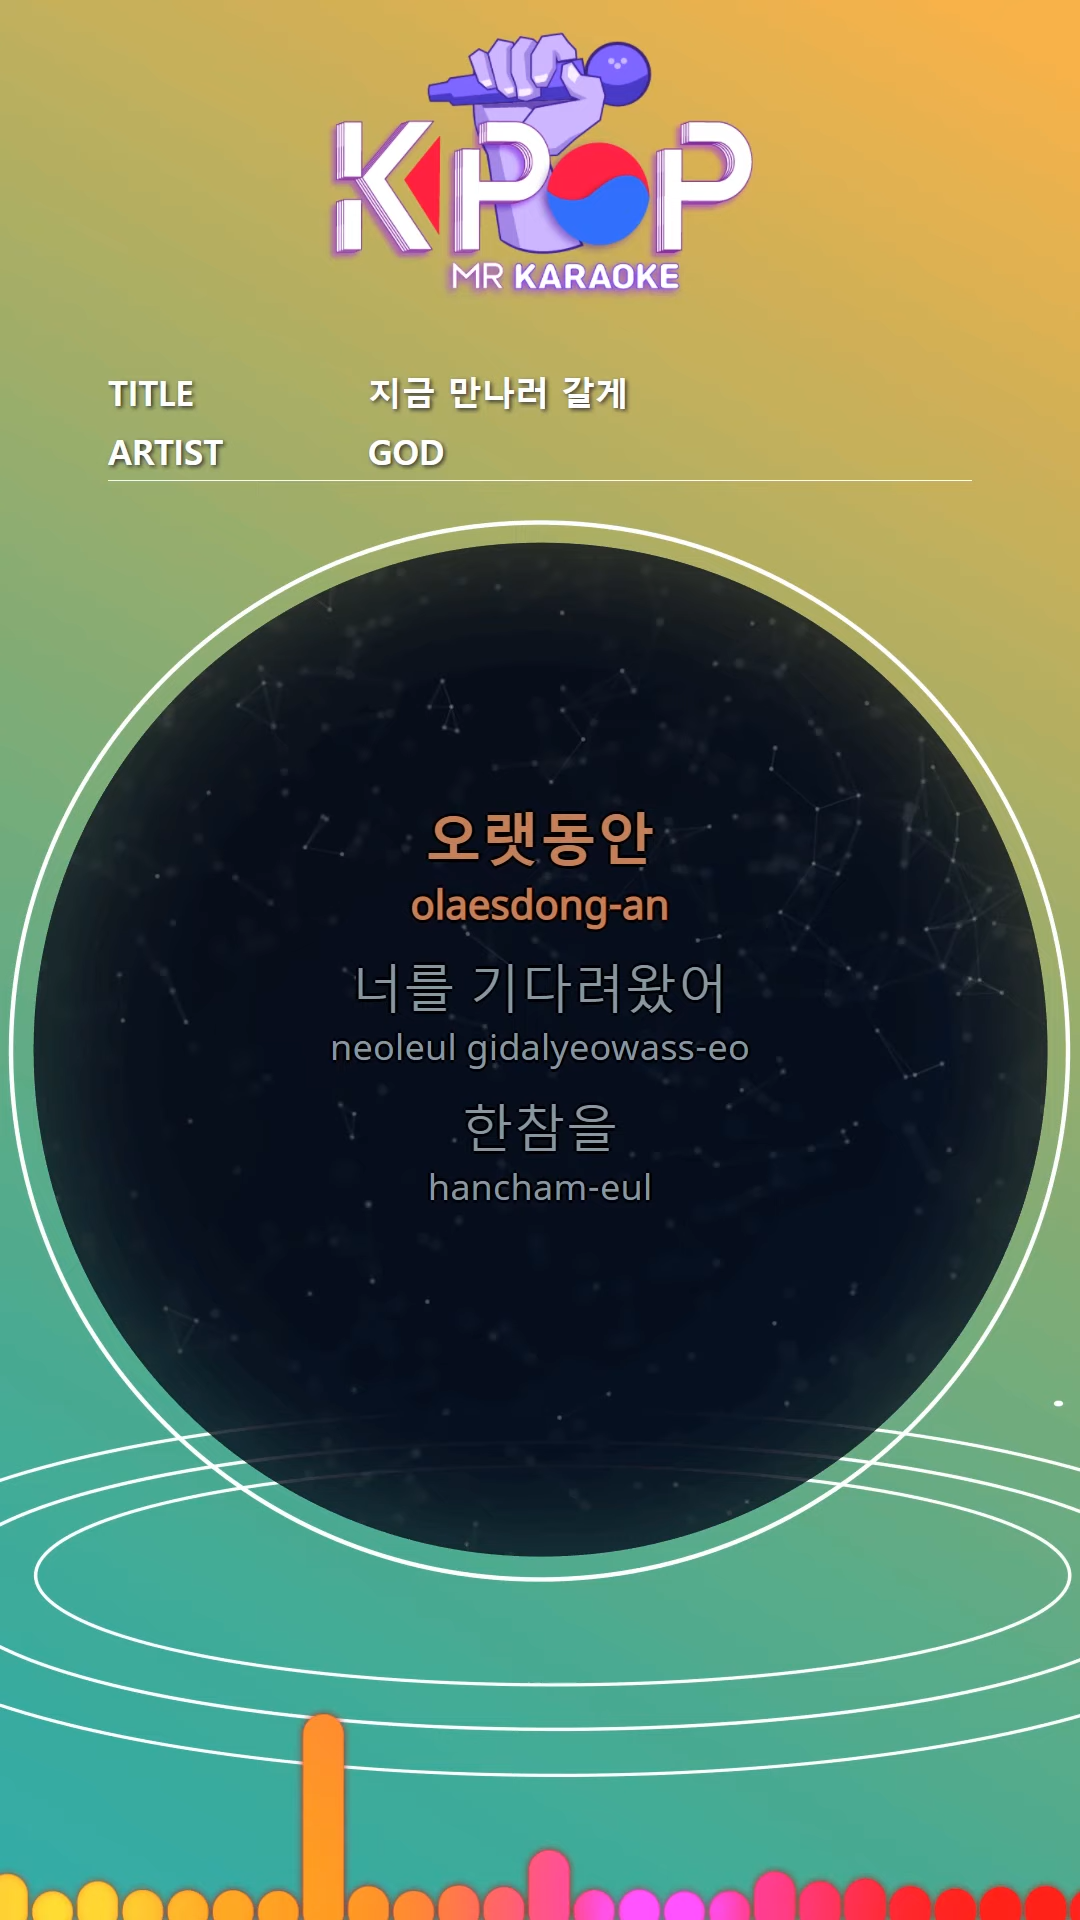 KPOP
MR KARAOKE
TITLE 지금 만나러 갈게
ARTIST GOD
오랫동안
olaesdong-an
너를 기다려왔어
neoleul gidalyeowass-eo
한참을
hancham-eul